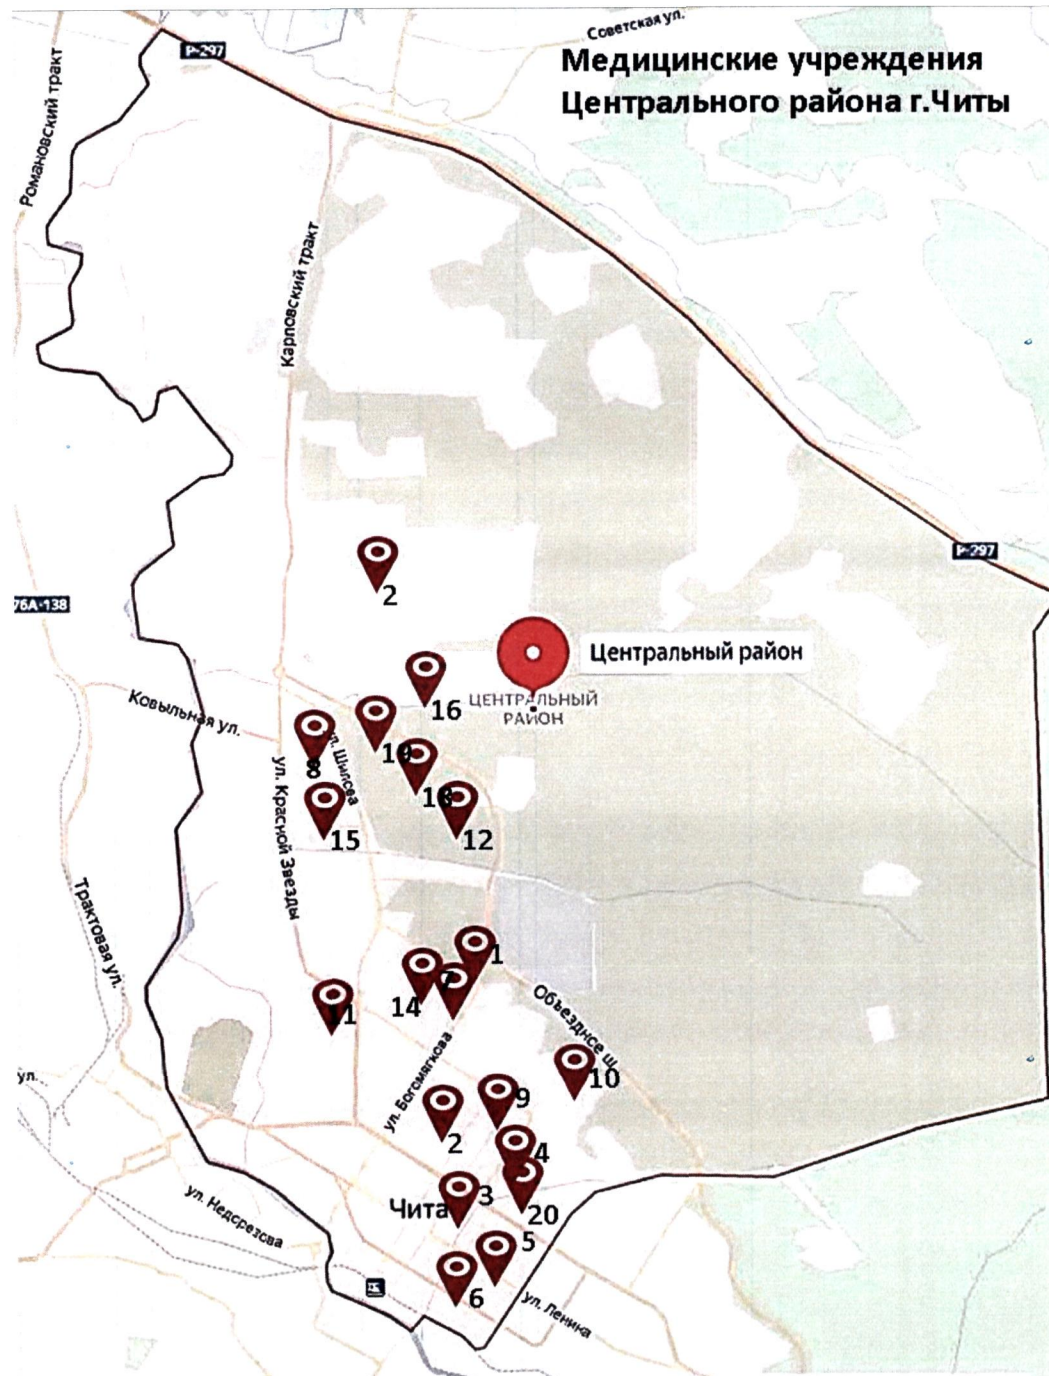 Советская ул.
Р-297
Медицинские учреждения
Центрального района г.Читы
Романовский тракт
Карповский тракт
Р-297
2
76А-138
Центральный район
16
ЦЕНТРАЛЬНЫЙ
РАЙОН
Ковыльная ул.
19
8
ул. Шилова
18
ул. Красной Звезды
15
12
Трактовая ул.
1
7
14
11
Объездное ш.
ул. Богомягкова
ул.
10
9
2
4
3
Чита
20
ул. Недорезова
5
6
ул. Ленина